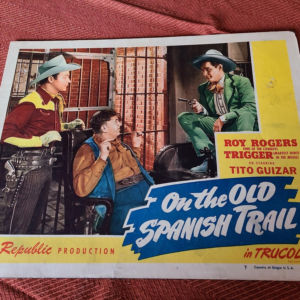 ROY ROGERS
KING OF THE COWBOYS
TRIGGER
SMARTEST HORSE
IN THE MOVIES
TITO GUIZAR
ON THE OLD
SPANISH TRAIL
in TRUCOL
A Republic PRODUCTION
7